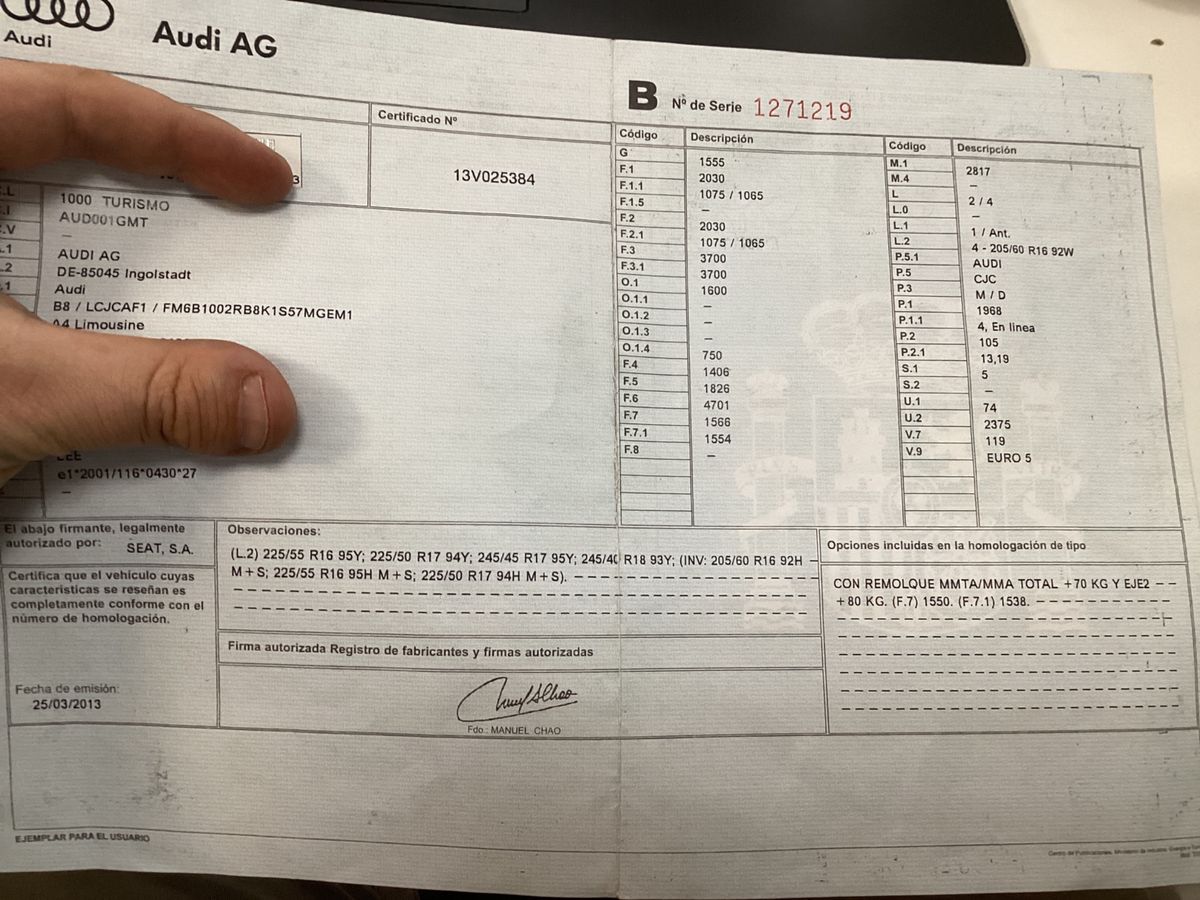 Audi
Audi AG
B Nº de Serie 1271219
Certificado Nº
13V025384
3
1000 TURISMO
AUD001GMT
–
AUDI AG
DE-85045 Ingolstadt
Audi
B8 / LCJCAF1 / FM6B1002RB8K1S57MGEM1
A4 Limousine
e1*2001/116*0430*27
–
Código Descripción
G 1555
F.1 2030
F.1.1 1075 / 1065
F.1.5 –
F.2 2030
F.2.1 1075 / 1065
F.3 3700
F.3.1 3700
O.1 1600
O.1.1 –
O.1.2 –
O.1.3 –
O.1.4 750
F.4 1406
F.5 1826
F.6 4701
F.7 1566
F.7.1 1554
F.8 –
Código Descripción
M.1 2817
M.4 –
L 2 / 4
L.0 –
L.1 1 / Ant.
L.2 4 - 205/60 R16 92W
P.5.1 AUDI
P.5 CJC
P.3 M / D
P.1 1968
P.1.1 4, En linea
P.2 105
P.2.1 13,19
S.1 5
S.2 –
U.1 74
U.2 2375
V.7 119
V.9 EURO 5
El abajo firmante, legalmente
autorizado por: SEAT, S.A.
Certifica que el vehículo cuyas
características se reseñan es
completamente conforme con el
número de homologación.
Fecha de emisión:
25/03/2013
Observaciones:
(L.2) 225/55 R16 95Y; 225/50 R17 94Y; 245/45 R17 95Y; 245/40 R18 93Y; (INV: 205/60 R16 92H –
M + S; 225/55 R16 95H M + S; 225/50 R17 94H M + S).
Firma autorizada Registro de fabricantes y firmas autorizadas
Fdo.: MANUEL CHAO
Opciones incluidas en la homologación de tipo
CON REMOLQUE MMTA/MMA TOTAL +70 KG Y EJE2 – –
+80 KG. (F.7) 1550. (F.7.1) 1538.
EJEMPLAR PARA EL USUARIO